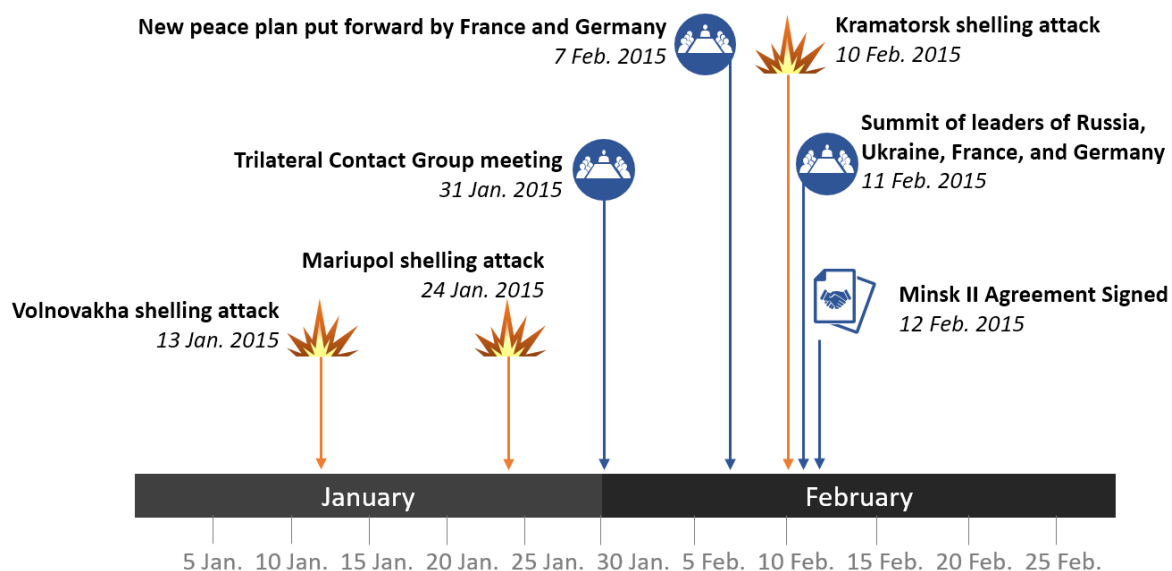 New peace plan put forward by France and Germany
7 Feb. 2015
Kramatorsk shelling attack
10 Feb. 2015
Trilateral Contact Group meeting
31 Jan. 2015
Summit of leaders of Russia,
Ukraine, France, and Germany
11 Feb. 2015
Mariupol shelling attack
24 Jan. 2015
Volnovakha shelling attack
13 Jan. 2015
Minsk II Agreement Signed
12 Feb. 2015
January
February
5 Jan. 10 Jan. 15 Jan. 20 Jan. 25 Jan. 30 Jan. 5 Feb. 10 Feb. 15 Feb. 20 Feb. 25 Feb.